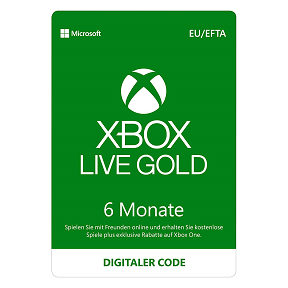 Microsoft
EU/EFTA
XBOX
LIVE GOLD
6 Monate
Spielen Sie mit Freunden online und erhalten Sie kostenlose
Spiele plus exklusive Rabatte auf Xbox One.
DIGITALER CODE